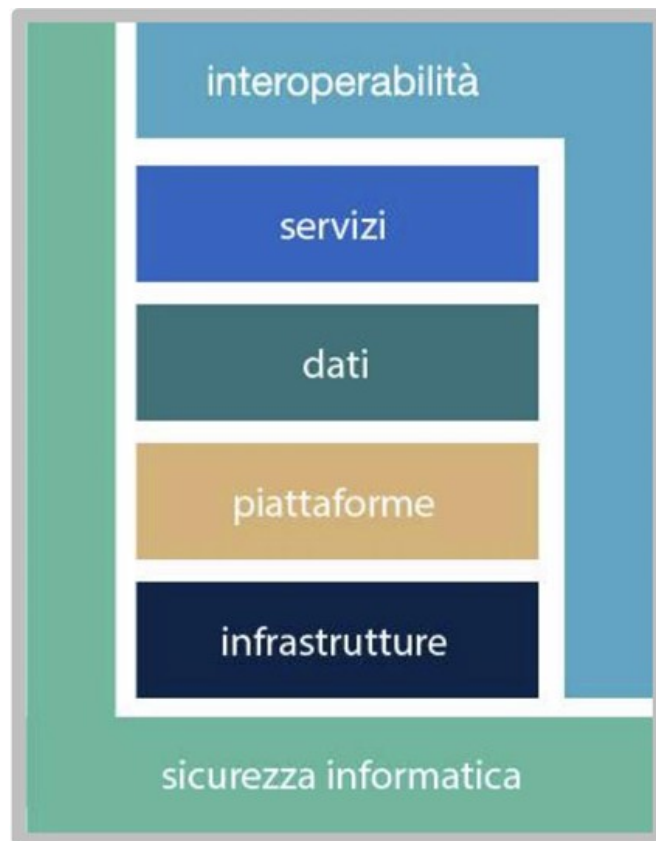 interoperabilità
servizi
dati
piattaforme
infrastrutture
sicurezza informatica